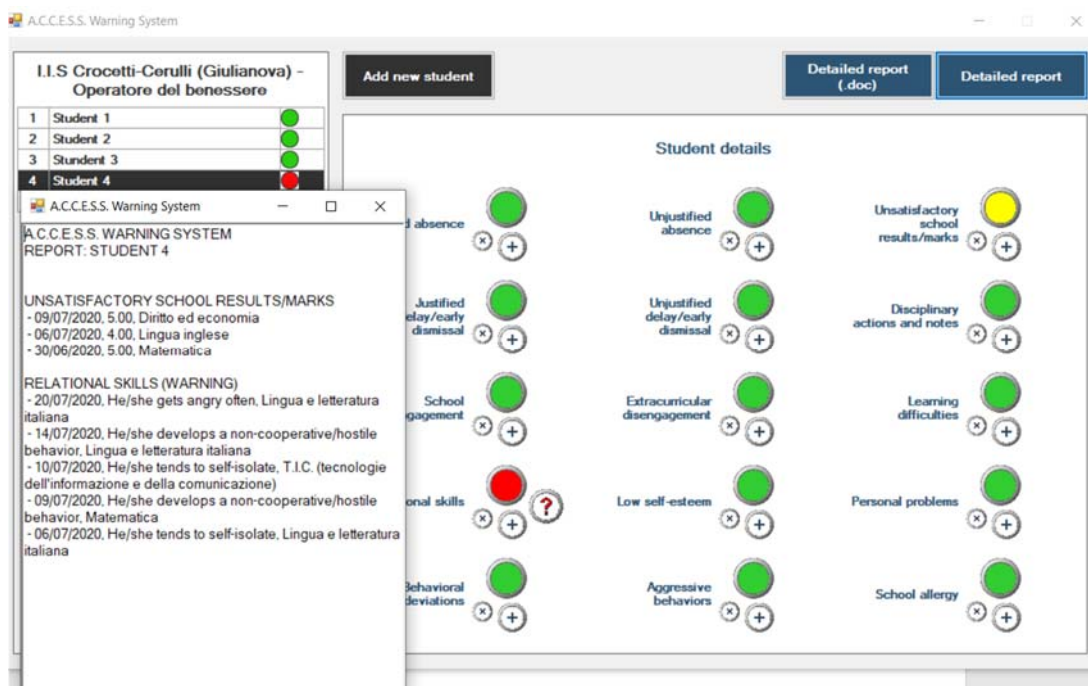 A.C.C.E.S.S. Warning System
I.I.S Crocetti-Cerulli (Giulianova) -
Operatore del benessere
1 Student 1
2 Student 2
3 Stundent 3
4 Student 4
Add new student
Detailed report
(.doc)
Detailed report
Student details
A.C.C.E.S.S. Warning System
A.C.C.E.S.S. WARNING SYSTEM
REPORT: STUDENT 4
UNSATISFACTORY SCHOOL RESULTS/MARKS
- 09/07/2020, 5.00, Diritto ed economia
- 06/07/2020, 4.00, Lingua inglese
- 30/06/2020, 5.00, Matematica
RELATIONAL SKILLS (WARNING)
- 20/07/2020, He/she gets angry often, Lingua e letteratura
italiana
- 14/07/2020, He/she develops a non-cooperative/hostile
behavior, Lingua e letteratura italiana
- 10/07/2020, He/she tends to self-isolate, T.I.C. (tecnologie
dell'informazione e della comunicazione)
- 09/07/2020, He/she develops a non-cooperative/hostile
behavior, Matematica
- 06/07/2020, He/she tends to self-isolate, Lingua e letteratura
italiana
d absence
Unjustified
absence
Unsatisfactory
school
results/marks
Justified
elay/early
dismissal
Unjustified
delay/early
dismissal
Disciplinary
actions and notes
School
gagement
Extracurricular
disengagement
Learning
difficulties
onal skills
?
Low self-esteem
Personal problems
Behavioral
deviations
Aggressive
behaviors
School allergy